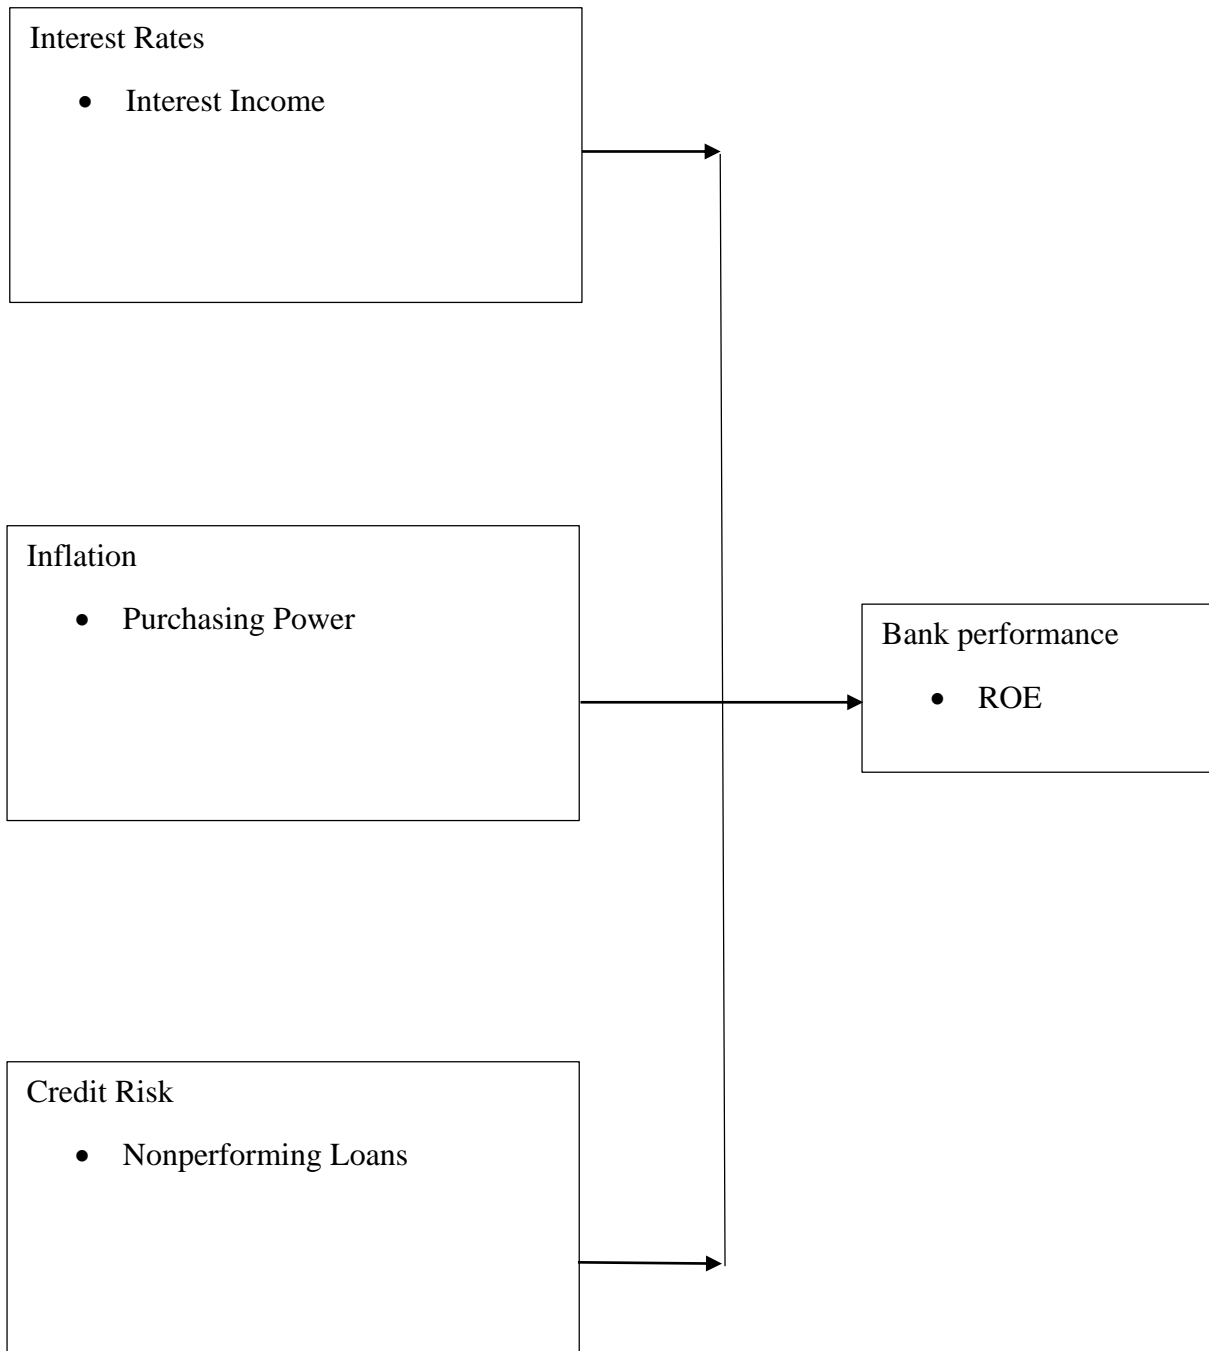 Interest Rates
• Interest Income
Inflation
• Purchasing Power
Bank performance
• ROE
Credit Risk
• Nonperforming Loans